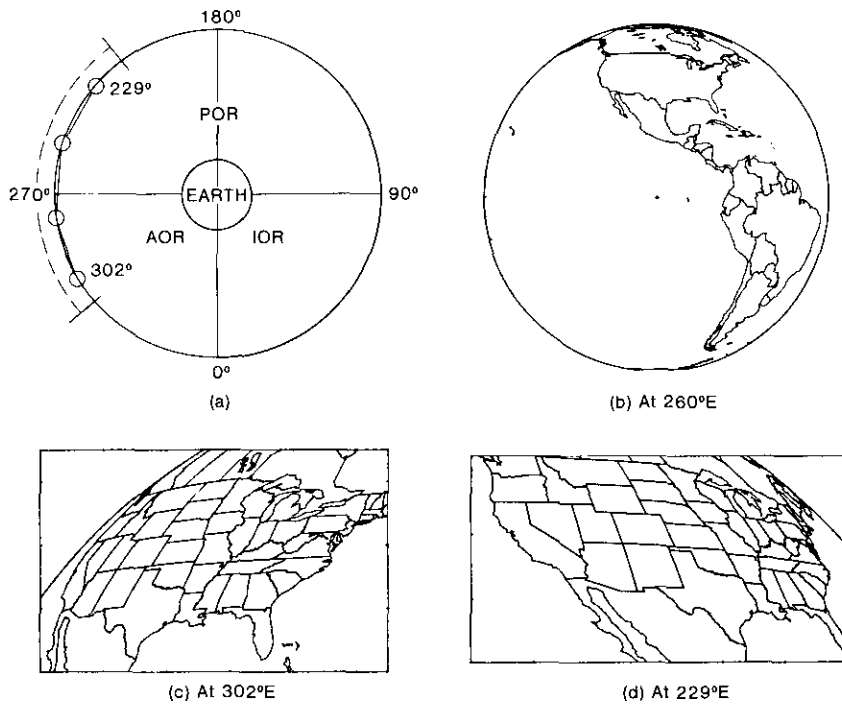 180°
229°
POR
270°
EARTH
90°
AOR
IOR
302°
0°
(a)
(b) At 260°E
(c) At 302°E
(d) At 229°E